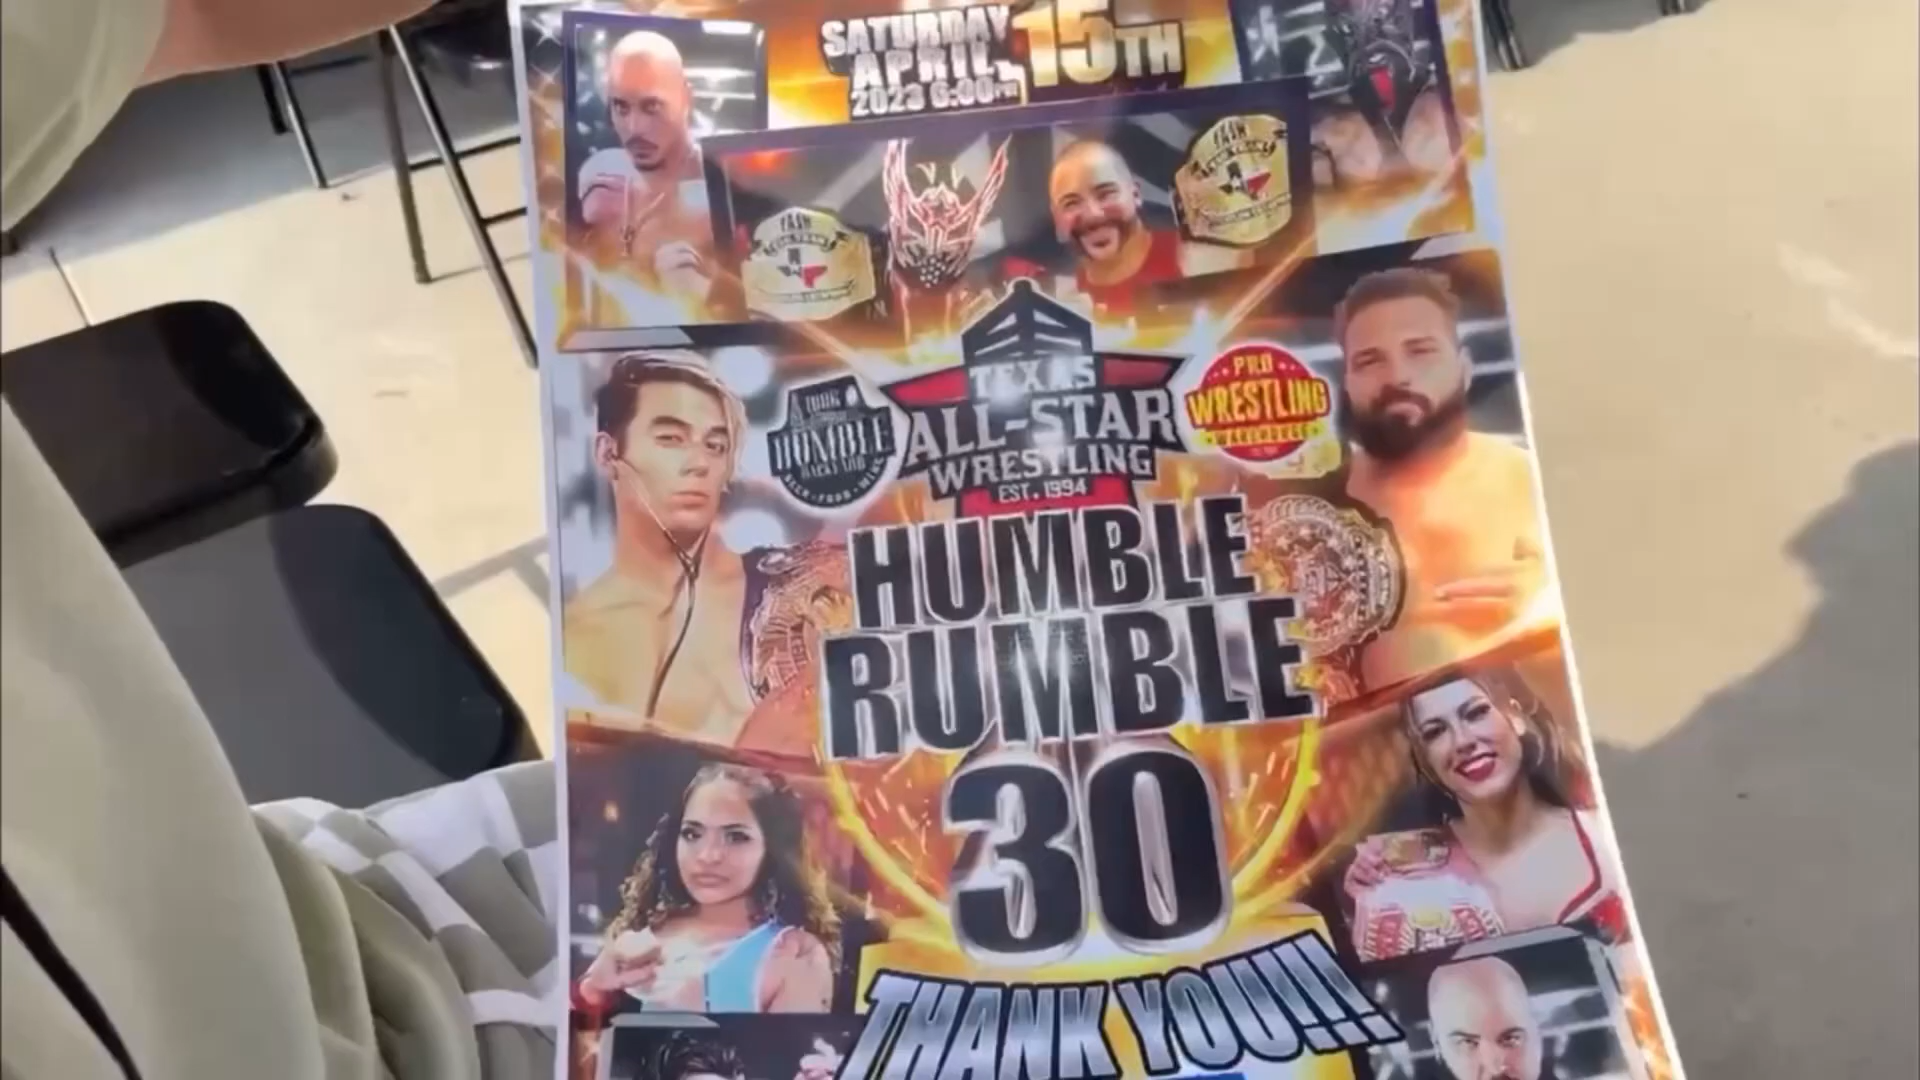 SATURDAY
APRIL 15TH
2023 6:00PM
TEXAS
ALL-STAR
WRESTLING
EST. 1994
HUMBLE
PRO
WRESTLING
WAREHOUSE
HUMBLE
RUMBLE
30
THANK YOU!!!